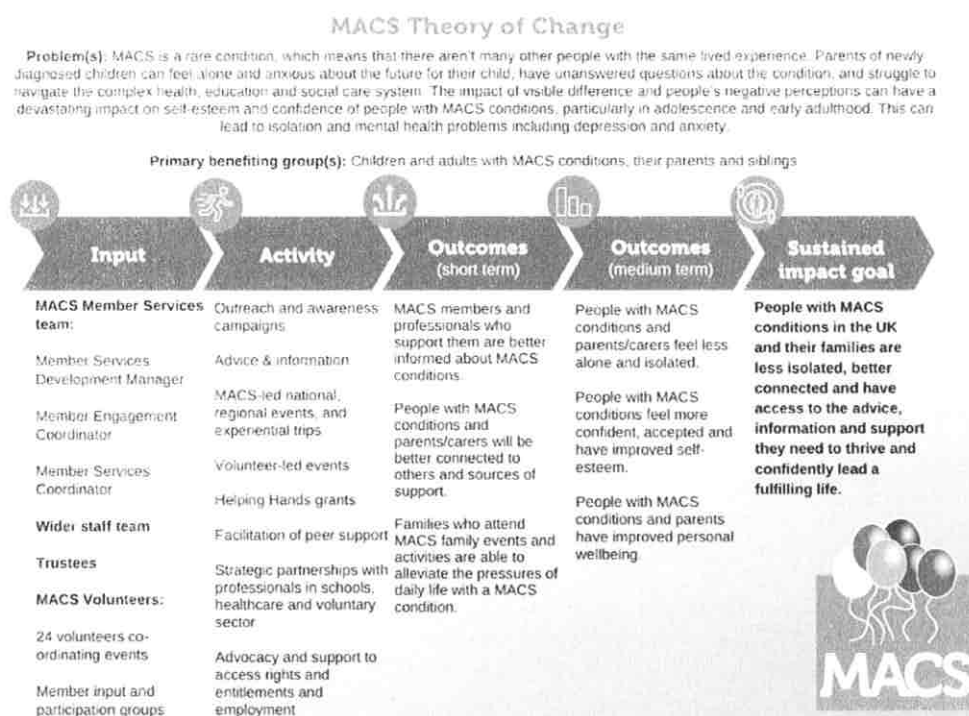 MACS Theory of Change
Problem(s): MACS is a rare condition, which means that there aren't many other people with the same lived experience. Parents of newly
diagnosed children can feel alone and anxious about the future for their child, have unanswered questions about the condition, and struggle to
navigate the complex health, education and social care system. The impact of visible difference and people's negative perceptions can have a
devastating impact on self-esteem and confidence of people with MACS conditions, particularly in adolescence and early adulthood. This can
lead to isolation and mental health problems including depression and anxiety.
Primary benefiting group(s): Children and adults with MACS conditions, their parents and siblings
Input
MACS Member Services
team:
Member Services
Development Manager
Member Engagement
Coordinator
Member Services
Coordinator
Wider staff team
Trustees
MACS Volunteers:
24 volunteers co-
ordinating events
Member input and
participation groups
Activity
Outreach and awareness
campaigns
Advice & information
MACS-led national,
regional events, and
experiential trips
Volunteer-led events
Helping Hands grants
Facilitation of peer support
Strategic partnerships with
professionals in schools,
healthcare and voluntary
sector
Advocacy and support to
access rights and
entitlements and
employment
Outcomes
(short term)
MACS members and
professionals who
support them are better
informed about MACS
conditions.
People with MACS
conditions and
parents/carers will be
better connected to
others and sources of
support.
Families who attend
MACS family events and
activities are able to
alleviate the pressures of
daily life with a MACS
condition.
Outcomes
(medium term)
People with MACS
conditions and
parents/carers feel less
alone and isolated.
People with MACS
conditions feel more
confident, accepted and
have improved self-
esteem.
People with MACS
conditions and parents
have improved personal
wellbeing.
Sustained
impact goal
People with MACS
conditions in the UK
and their families are
less isolated, better
connected and have
access to the advice,
information and support
they need to thrive and
confidently lead a
fulfilling life.
MACS